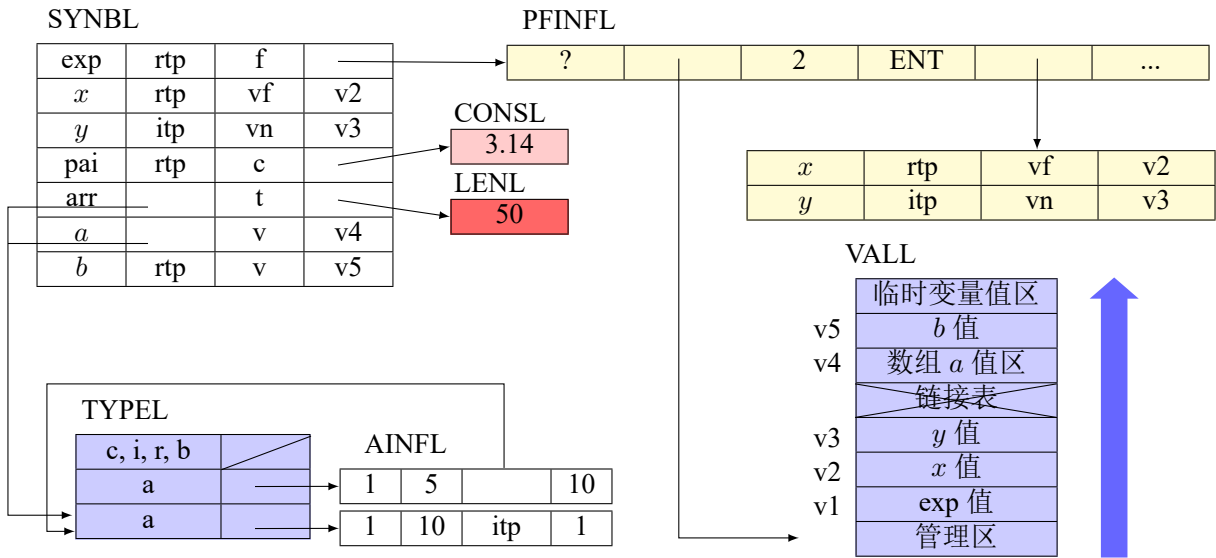 SYNBL
exp rtp f
x rtp vf v2
y itp vn v3
pai rtp c
arr t
a v v4
b rtp v v5
PFINFL
? 2 ENT ...
CONSL
3.14
LENL
50
x rtp vf v2
y itp vn v3
VALL
临时变量值区
v5 b 值
v4 数组 a 值区
链接表
v3 y 值
v2 x 值
v1 exp 值
管理区
TYPEL
c, i, r, b
a
a
AINFL
1 5 10
1 10 itp 1